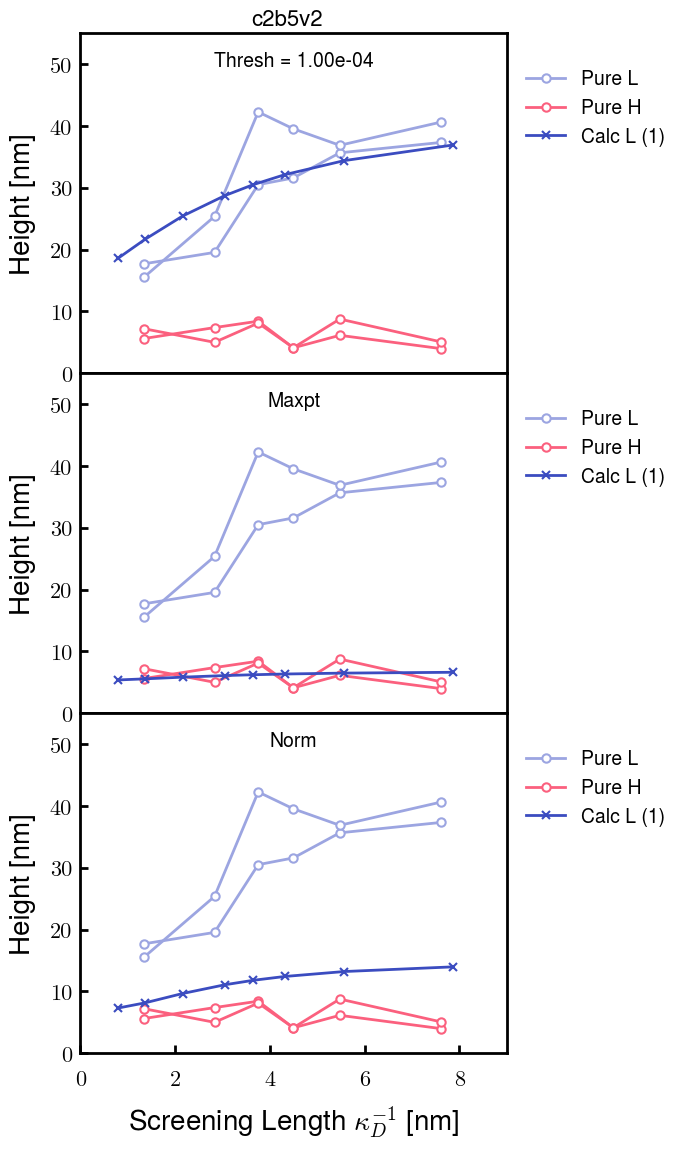 c2b5v2
Thresh = 1.00e-04
50
40
30
20
10
0
Height [nm]
Pure L
Pure H
Calc L (1)
Maxpt
50
40
30
20
10
0
Height [nm]
Pure L
Pure H
Calc L (1)
Norm
50
40
30
20
10
0
Height [nm]
Pure L
Pure H
Calc L (1)
0 2 4 6 8
Screening Length κ_D^{-1} [nm]